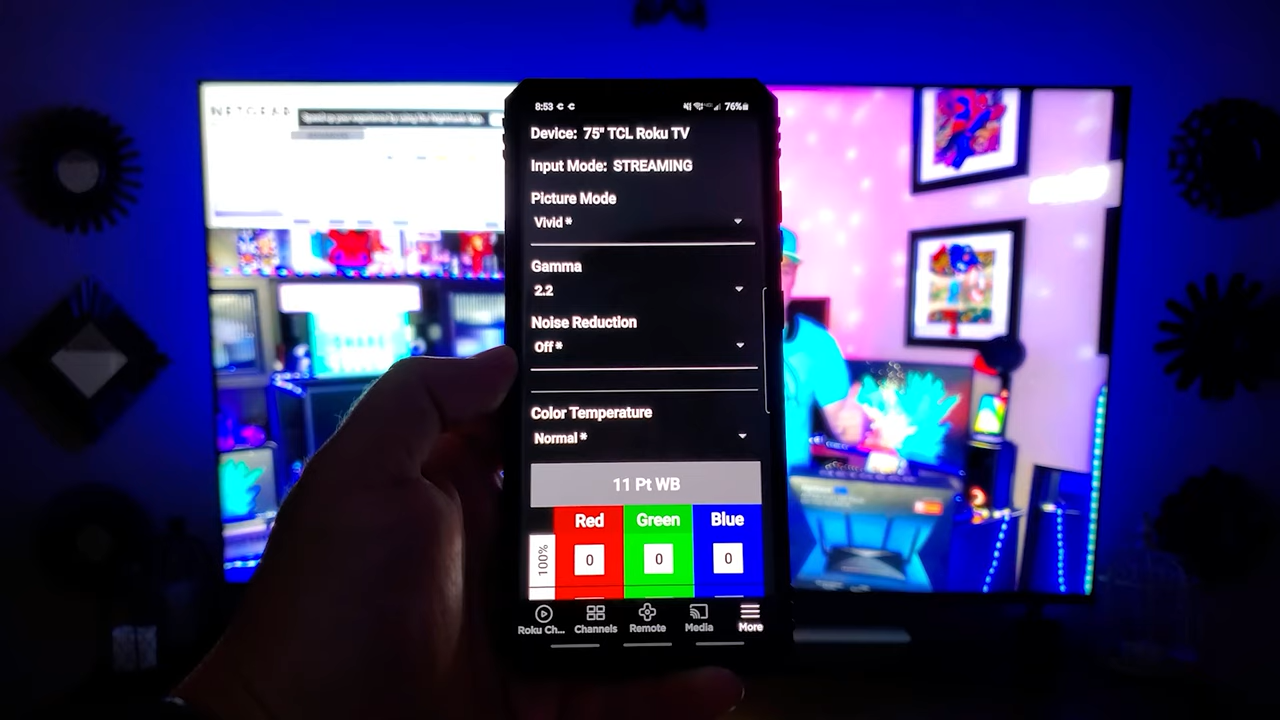 NETGEAR
8:53
76%
Device: 75" TCL Roku TV
Input Mode: STREAMING
Picture Mode
Vivid *
Gamma
2.2
Noise Reduction
Off *
Color Temperature
Normal *
11 Pt WB
Red Green Blue
100% 0 0 0
Roku Ch... Channels Remote Media More